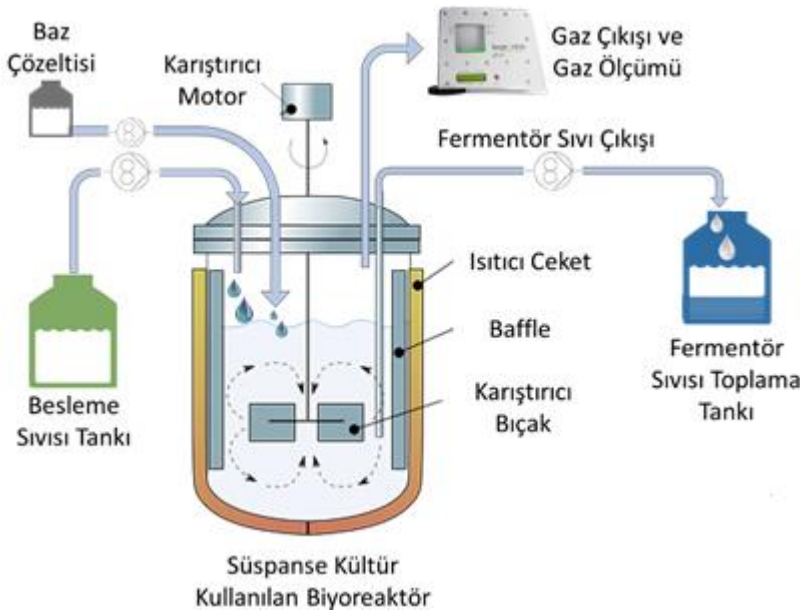 Baz
Çözeltisi
Karıştırıcı
Motor
Gaz Çıkışı ve
Gaz Ölçümü
Fermentör Sıvı Çıkışı
Isıtıcı Ceket
Baffle
Karıştırıcı
Bıçak
Besleme
Sıvısı Tankı
Fermentör
Sıvısı Toplama
Tankı
Süspanse Kültür
Kullanılan Biyoreaktör